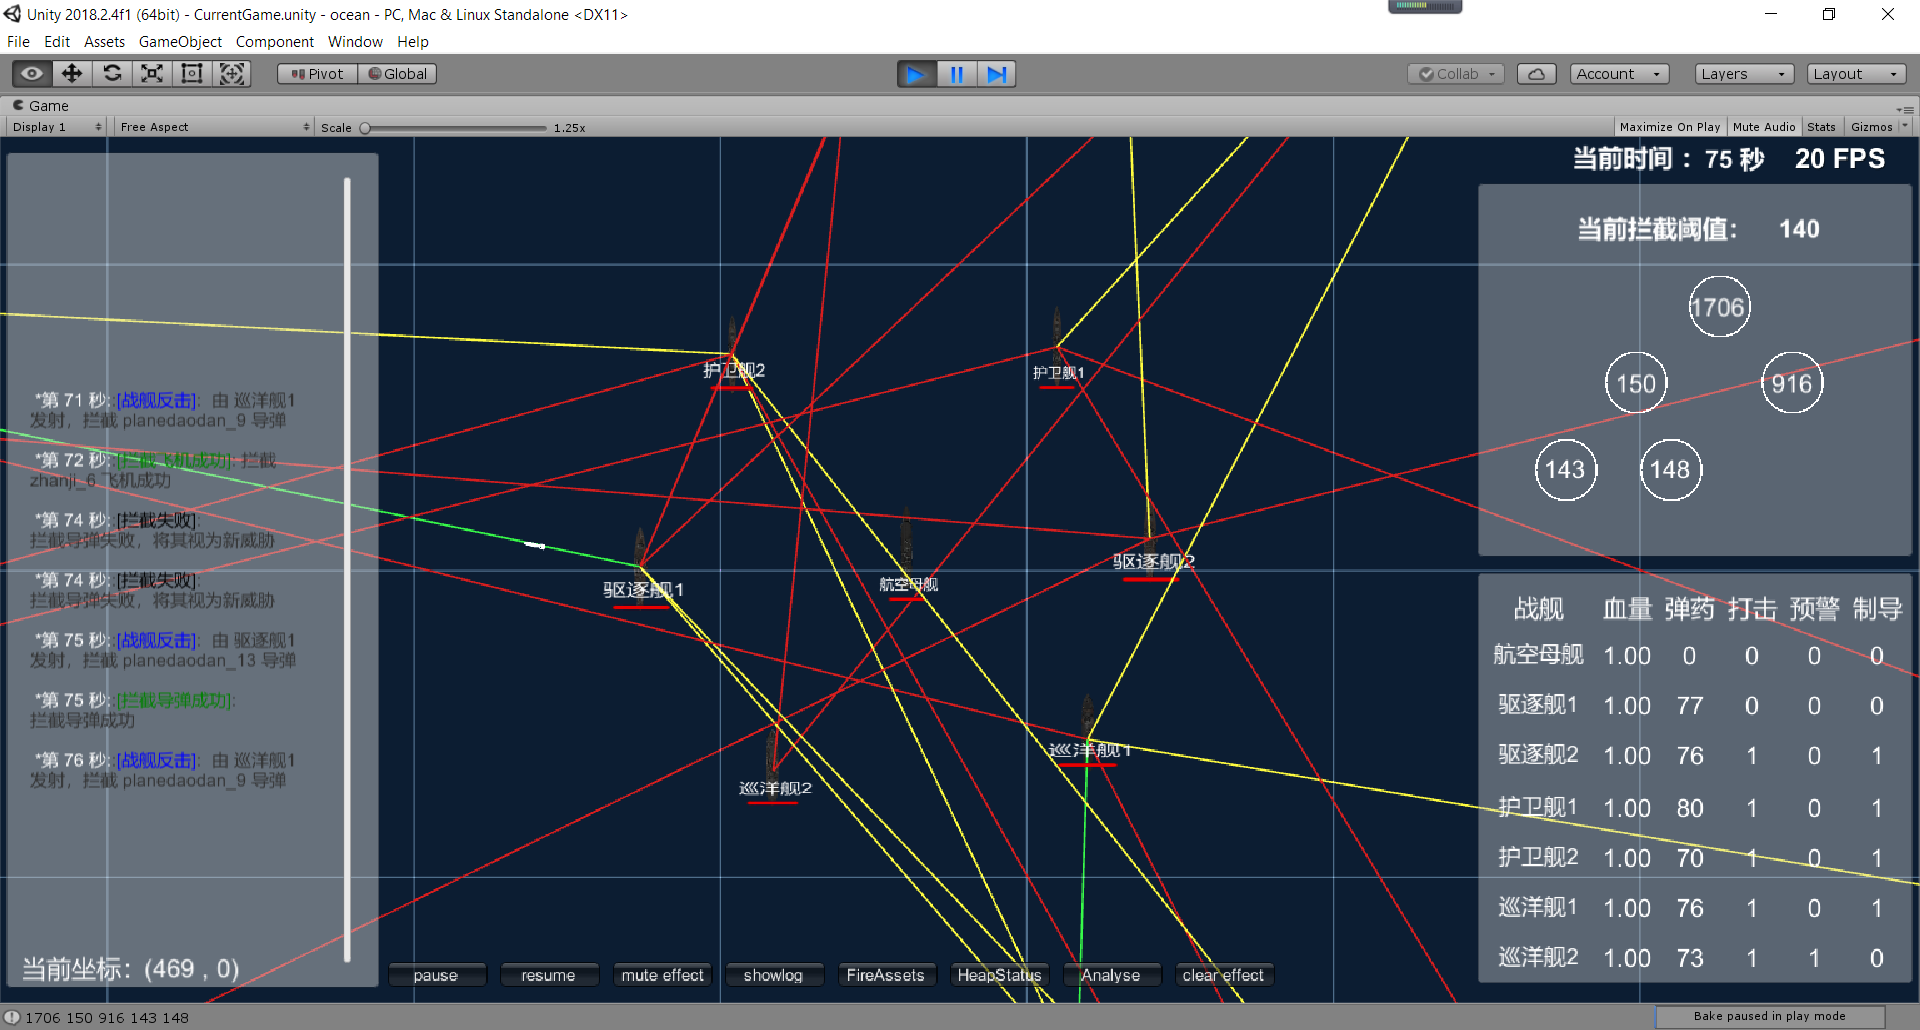 Unity 2018.2.4f1 (64bit) - CurrentGame.unity - ocean - PC, Mac & Linux Standalone <DX11>
File Edit Assets GameObject Component Window Help
Pivot Global Collab Account Layers Layout
Game
Display 1 Free Aspect Scale 1.25x Maximize On Play Mute Audio Stats Gizmos
当前时间： 75 秒 20 FPS
当前拦截阈值： 140
1706
150 916
143 148
护卫舰2
护卫舰1
驱逐舰1
航空母舰
驱逐舰2
巡洋舰1
巡洋舰2
*第 71 秒:[战舰反击]：由 巡洋舰1
发射，拦截 planedaodan_9 导弹
*第 72 秒:[拦截飞机成功]: 拦截
zhanji_6 飞机成功
*第 74 秒:[拦截失败]:
拦截导弹失败，将其视为新威胁
*第 74 秒:[拦截失败]:
拦截导弹失败，将其视为新威胁
*第 75 秒:[战舰反击]：由 驱逐舰1
发射，拦截 planedaodan_13 导弹
*第 75 秒:[拦截导弹成功]:
拦截导弹成功
*第 76 秒:[战舰反击]：由 巡洋舰1
发射，拦截 planedaodan_9 导弹
当前坐标：(469 , 0)
战舰 血量 弹药 打击 预警 制导
航空母舰 1.00 0 0 0 0
驱逐舰1 1.00 77 0 0 0
驱逐舰2 1.00 76 1 0 1
护卫舰1 1.00 80 1 0 1
护卫舰2 1.00 70 1 0 1
巡洋舰1 1.00 76 1 0 1
巡洋舰2 1.00 73 1 1 0
pause resume mute effect showlog FireAssets HeapStatus Analyse clear effect
1706 150 916 143 148
Bake paused in play mode